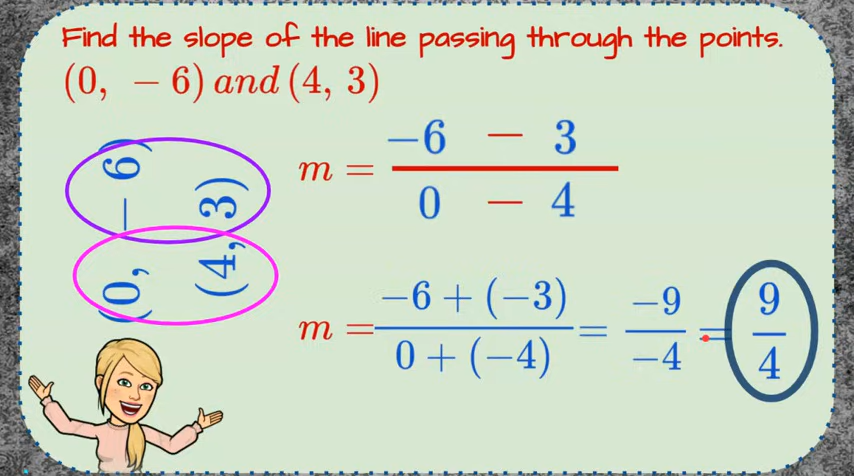 Find the slope of the line passing through the points.
(0, − 6) and (4, 3)
(0, − 6)
(4, 3)
m = −6 − 3 / 0 − 4
m = −6 + (−3) / 0 + (−4) = −9 / −4 = 9 / 4